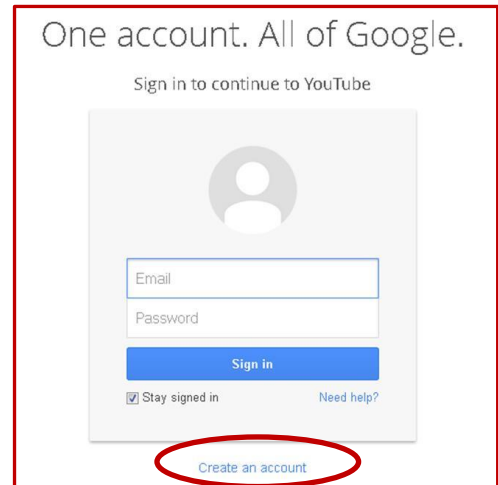 One account. All of Google.
Sign in to continue to YouTube
Email
Password
Sign in
Stay signed in Need help?
Create an account